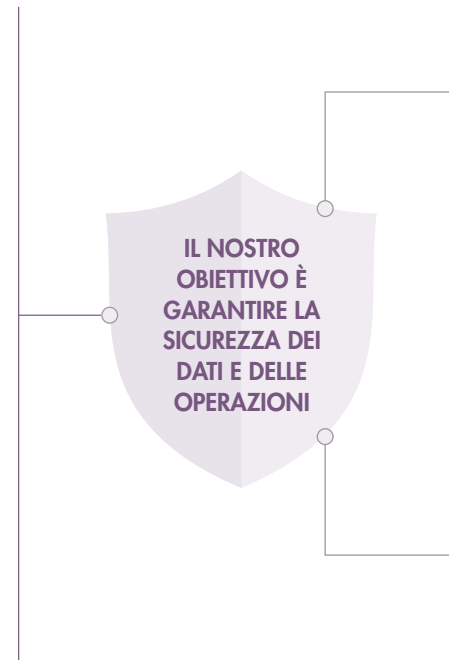 IL NOSTRO
OBIETTIVO È
GARANTIRE LA
SICUREZZA DEI
DATI E DELLE
OPERAZIONI